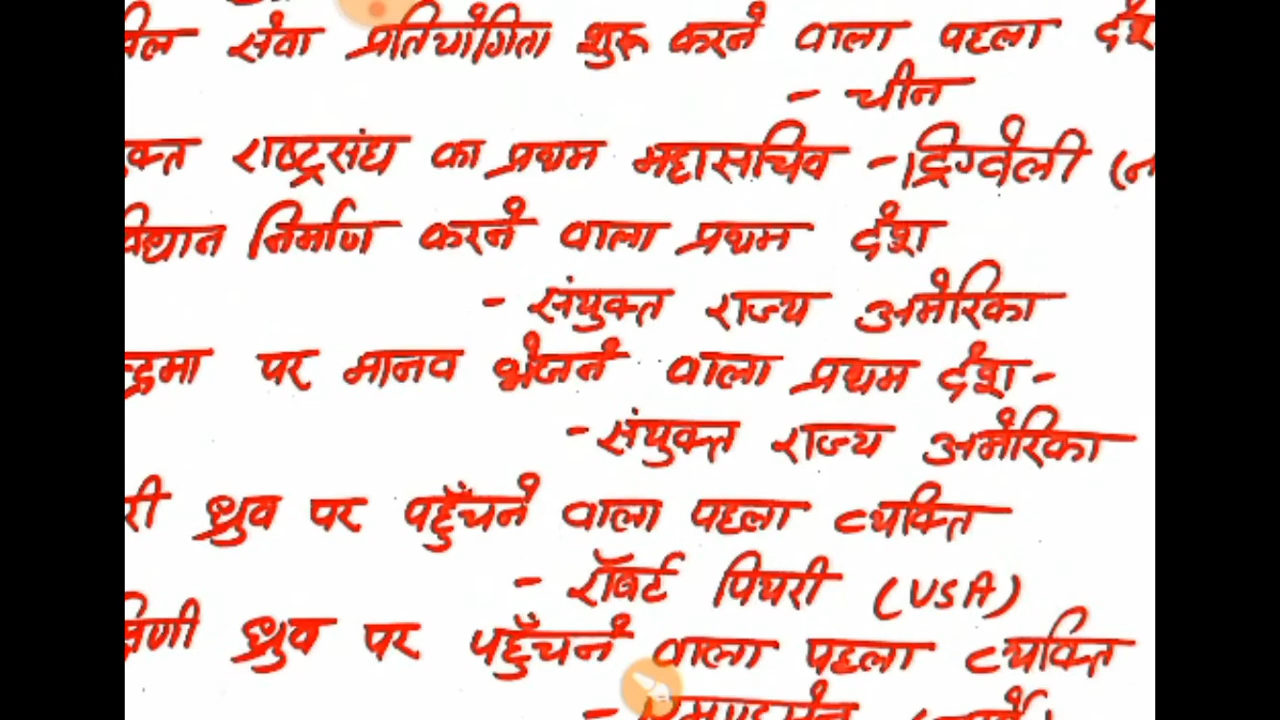 सेवा प्रतियोगिता शुरू करने वाला पहला देश
- चीन
राष्ट्रसंघ का प्रथम महासचिव - ट्रिग्वेली
निर्माण करने वाला प्रथम देश
- संयुक्त राज्य अमेरिका
पर मानव भेजने वाला प्रथम देश -
- संयुक्त राज्य अमेरिका
ध्रुव पर पहुँचने वाला पहला व्यक्ति
- रॉबर्ट पियरी (USA)
ध्रुव पर पहुँचने वाला पहला व्यक्ति